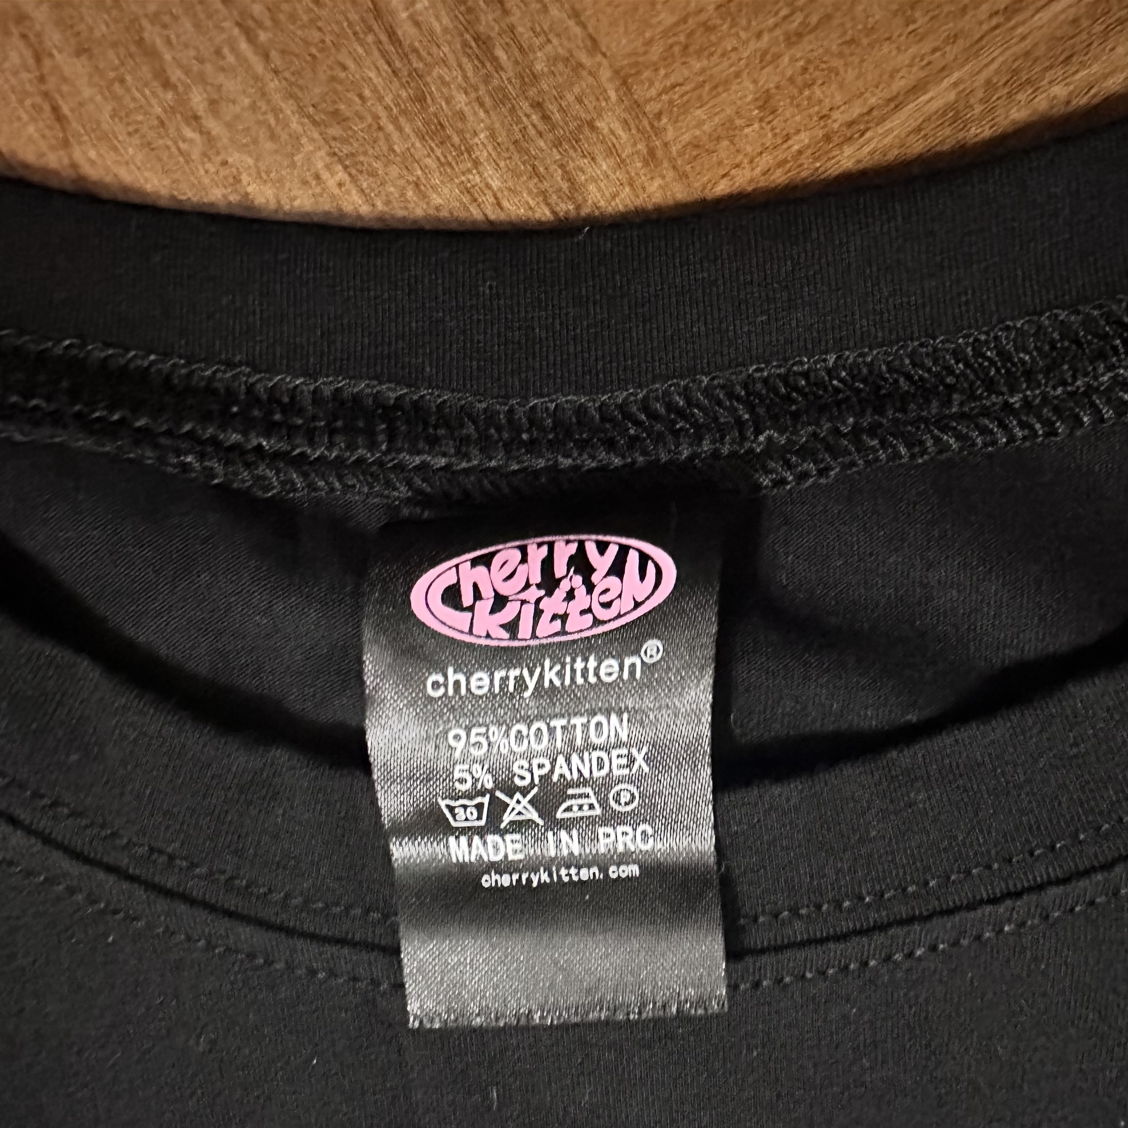 Cherry
Kitten
cherrykitten®
95%COTTON
5% SPANDEX
30 P
MADE IN PRC
cherrykitten.com